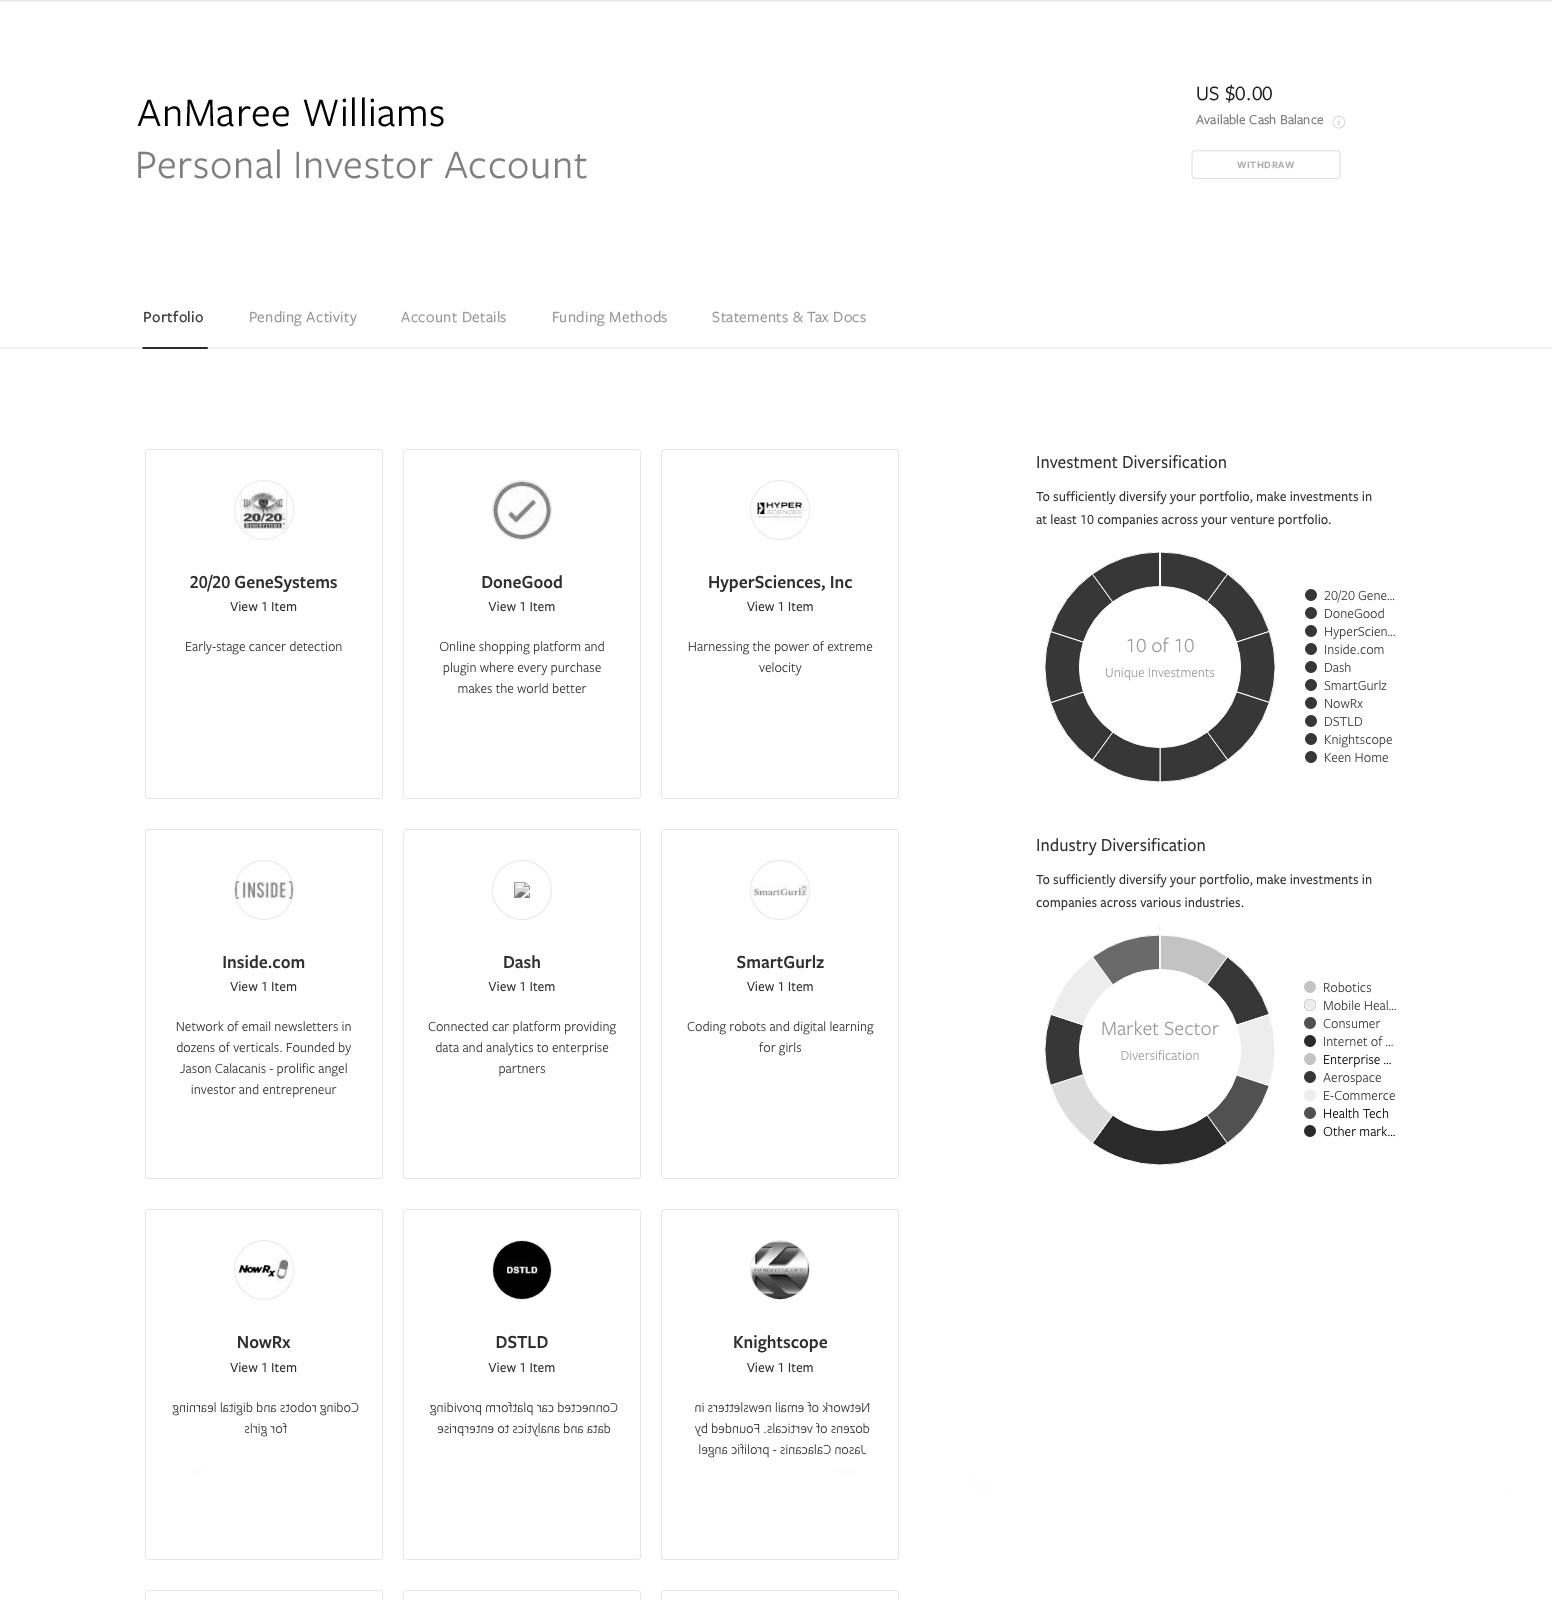 AnMaree Williams
Personal Investor Account
US $0.00
Available Cash Balance
WITHDRAW
Portfolio
Pending Activity
Account Details
Funding Methods
Statements & Tax Docs
20/20
GENESYSTEMS
20/20 GeneSystems
View 1 Item
Early-stage cancer detection
DoneGood
View 1 Item
Online shopping platform and
plugin where every purchase
makes the world better
HYPER
SCIENCES
HyperSciences, Inc
View 1 Item
Harnessing the power of extreme
velocity
Investment Diversification
To sufficiently diversify your portfolio, make investments in
at least 10 companies across your venture portfolio.
10 of 10
Unique Investments
20/20 Gene...
DoneGood
HyperScien...
Inside.com
Dash
SmartGurlz
NowRx
DSTLD
Knightscope
Keen Home
{INSIDE}
Inside.com
View 1 Item
Network of email newsletters in
dozens of verticals. Founded by
Jason Calacanis - prolific angel
investor and entrepreneur
Dash
View 1 Item
Connected car platform providing
data and analytics to enterprise
partners
SmartGurlz
SmartGurlz
View 1 Item
Coding robots and digital learning
for girls
Industry Diversification
To sufficiently diversify your portfolio, make investments in
companies across various industries.
Market Sector
Diversification
Robotics
Mobile Heal...
Consumer
Internet of ...
Enterprise ...
Aerospace
E-Commerce
Health Tech
Other mark...
NowRx
NowRx
View 1 Item
Coding robots and digital learning
for girls
DSTLD
DSTLD
View 1 Item
Connected car platform providing
data and analytics to enterprise
KNIGHTSCOPE
Knightscope
View 1 Item
Network of email newsletters in
dozens of verticals. Founded by
Jason Calacanis - prolific angel